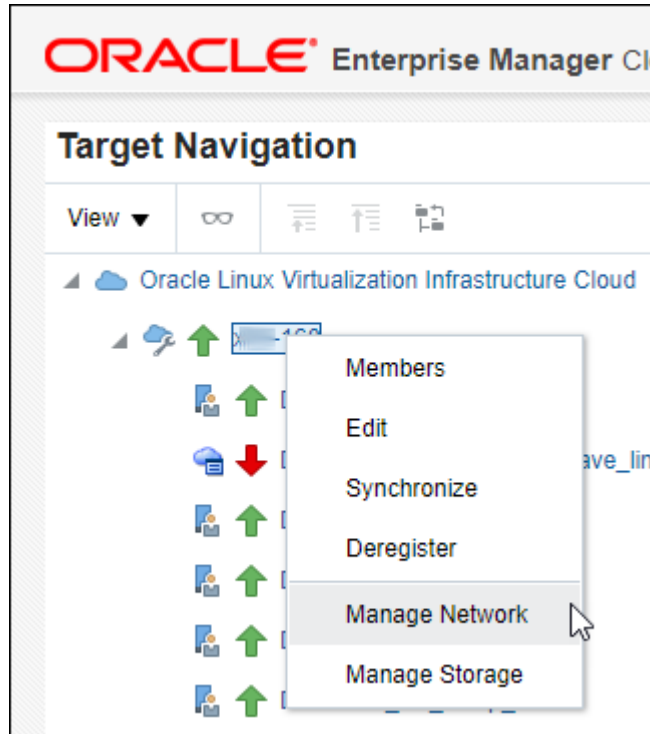 ORACLE Enterprise Manager
Target Navigation
View
Oracle Linux Virtualization Infrastructure Cloud
Members
Edit
Synchronize
Deregister
Manage Network
Manage Storage